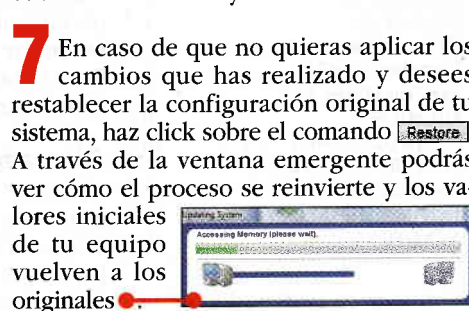 7 En caso de que no quieras aplicar los
cambios que has realizado y desees
restablecer la configuración original de tu
sistema, haz click sobre el comando Restore
A través de la ventana emergente podrás
ver cómo el proceso se reinvierte y los va-
lores iniciales
de tu equipo
vuelven a los
originales .
Updating System
Accessing Memory (please wait).